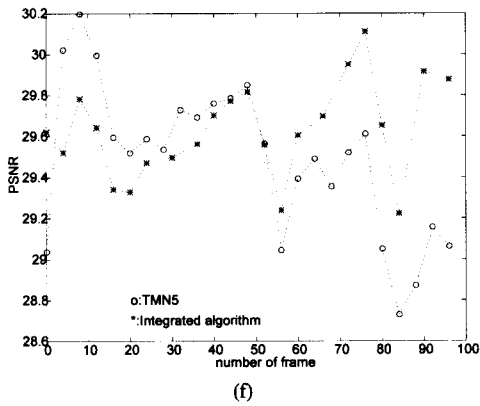 30.2
30
29.8
29.6
29.4
29.2
29
28.8
28.6
PSNR
o:TMN5
*:Integrated algorithm
0 10 20 30 40 50 60 70 80 90 100
number of frame
(f)